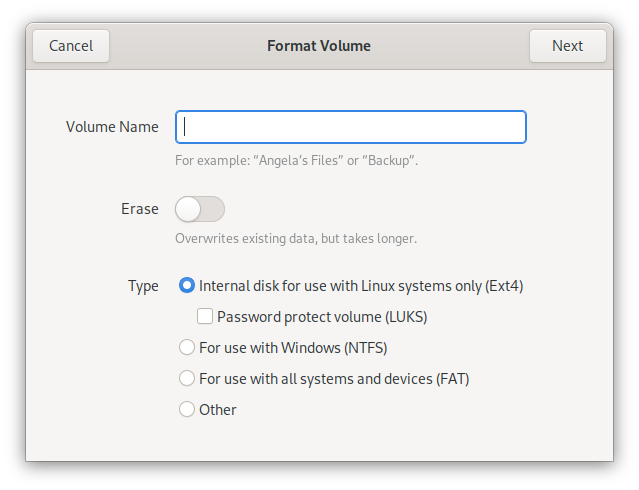 Cancel
Format Volume
Next
Volume Name
For example: “Angela’s Files” or “Backup”.
Erase
Overwrites existing data, but takes longer.
Type
Internal disk for use with Linux systems only (Ext4)
Password protect volume (LUKS)
For use with Windows (NTFS)
For use with all systems and devices (FAT)
Other